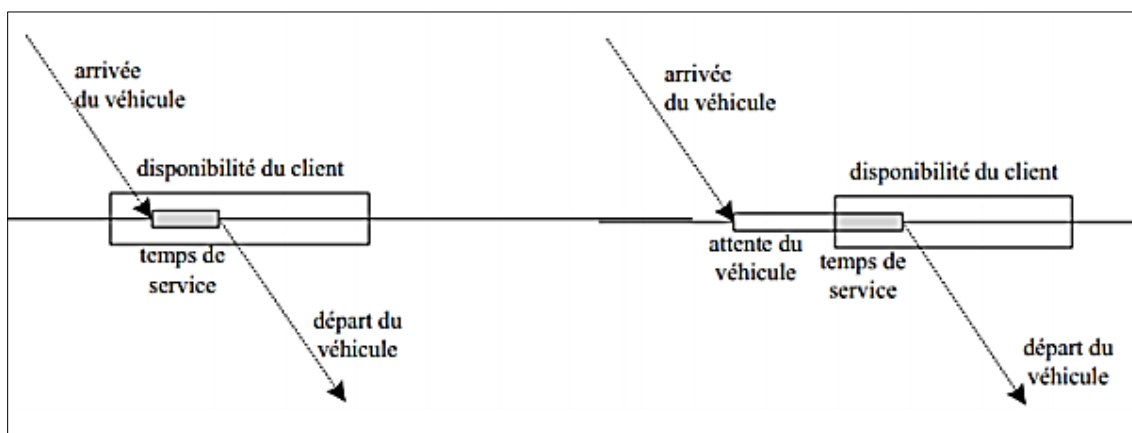 arrivée
du véhicule
disponibilité du client
temps de
service
départ du
véhicule
arrivée
du véhicule
disponibilité du client
attente du
véhicule
temps de
service
départ du
véhicule